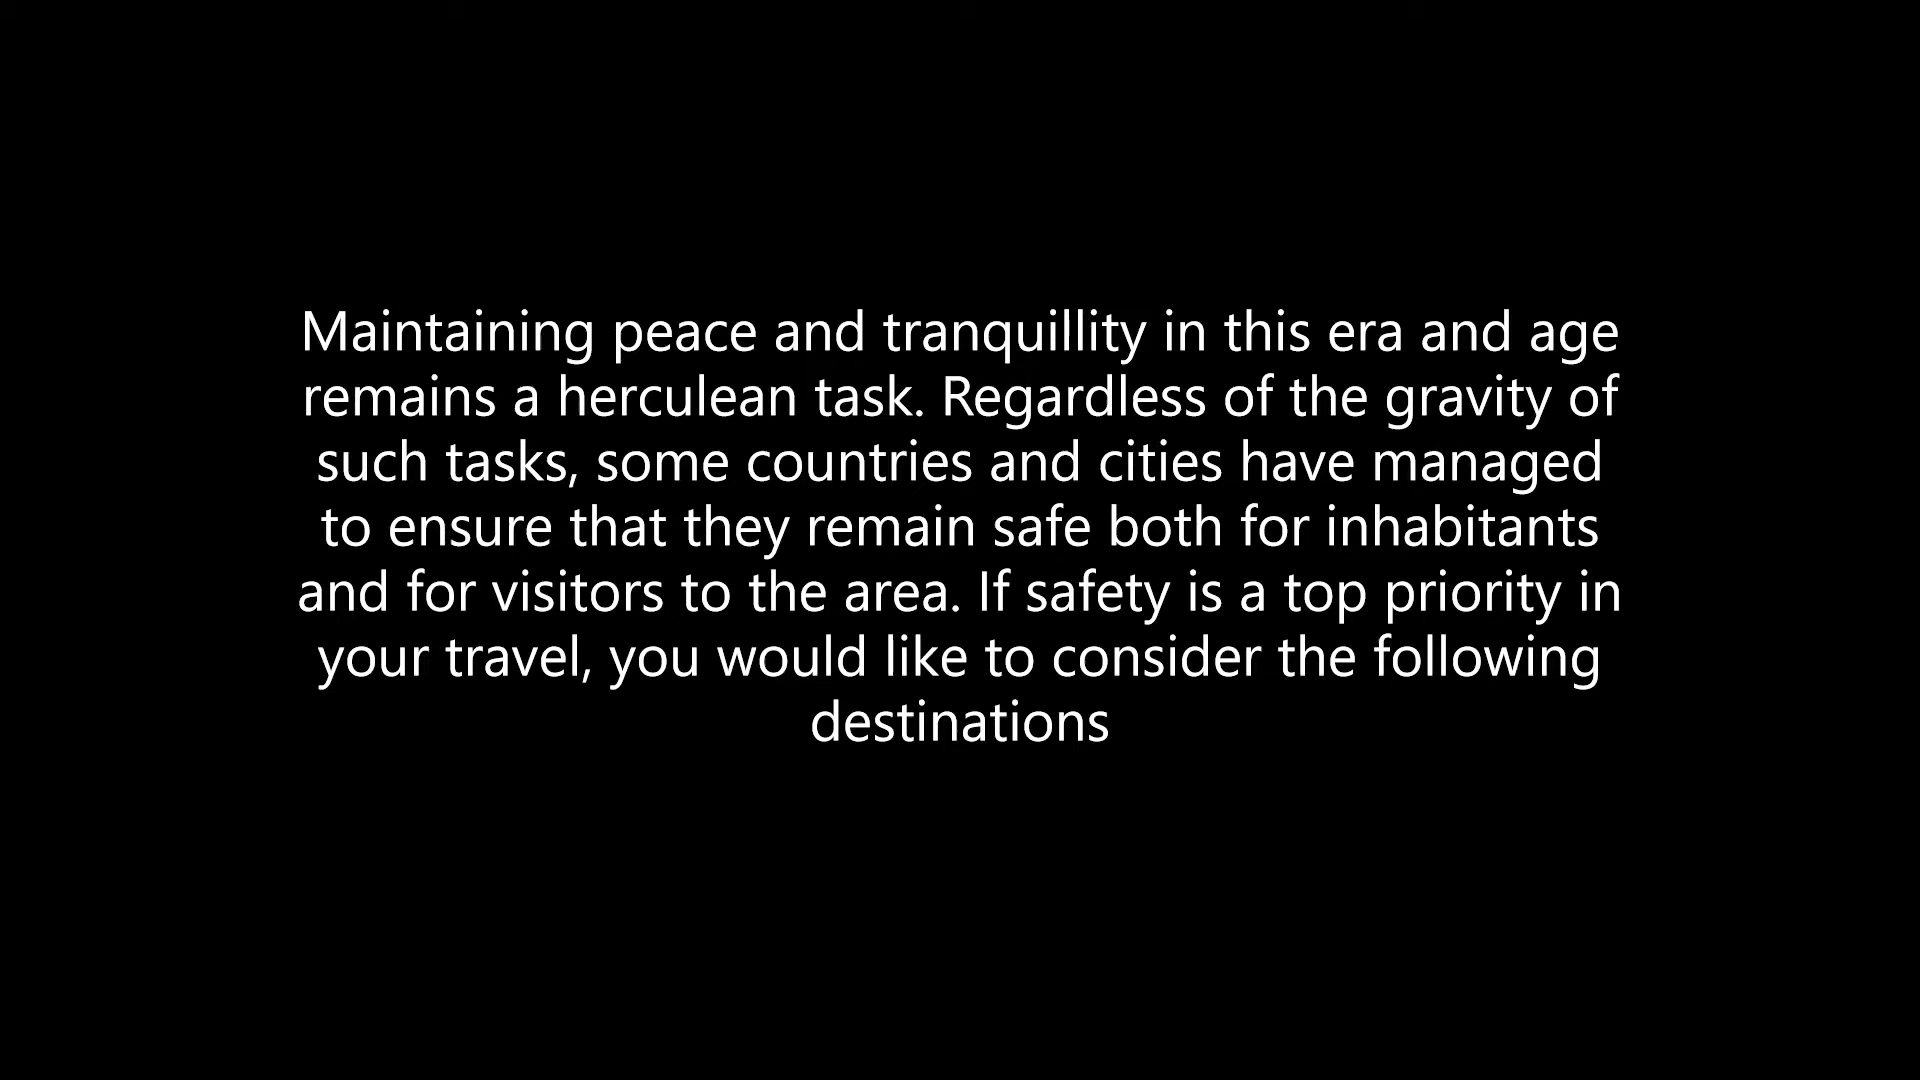 Maintaining peace and tranquillity in this era and age
remains a herculean task. Regardless of the gravity of
such tasks, some countries and cities have managed
to ensure that they remain safe both for inhabitants
and for visitors to the area. If safety is a top priority in
your travel, you would like to consider the following
destinations